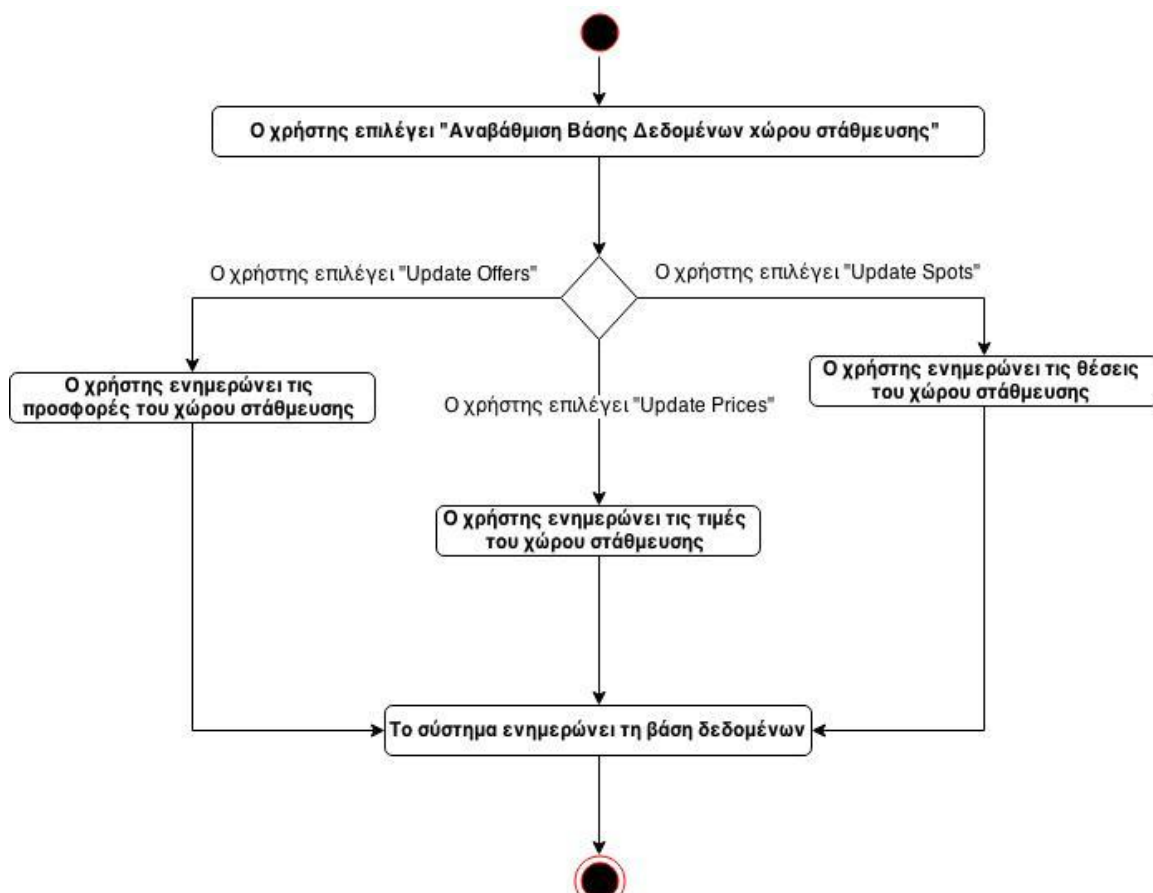 Ο χρήστης επιλέγει "Αναβάθμιση Βάσης Δεδομένων χώρου στάθμευσης"
Ο χρήστης επιλέγει "Update Offers"
Ο χρήστης επιλέγει "Update Spots"
Ο χρήστης ενημερώνει τις
προσφορές του χώρου στάθμευσης
Ο χρήστης επιλέγει "Update Prices"
Ο χρήστης ενημερώνει τις θέσεις
του χώρου στάθμευσης
Ο χρήστης ενημερώνει τις τιμές
του χώρου στάθμευσης
Το σύστημα ενημερώνει τη βάση δεδομένων